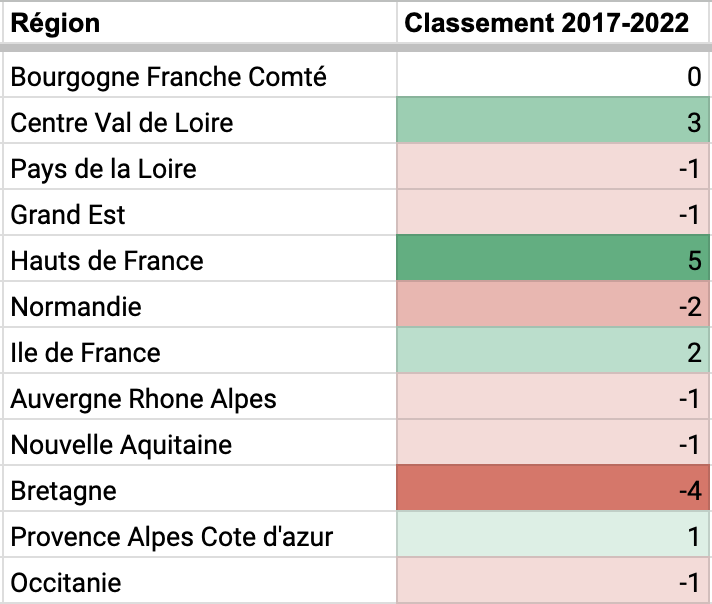 Région Classement 2017-2022
Bourgogne Franche Comté 0
Centre Val de Loire 3
Pays de la Loire -1
Grand Est -1
Hauts de France 5
Normandie -2
Ile de France 2
Auvergne Rhone Alpes -1
Nouvelle Aquitaine -1
Bretagne -4
Provence Alpes Cote d'azur 1
Occitanie -1